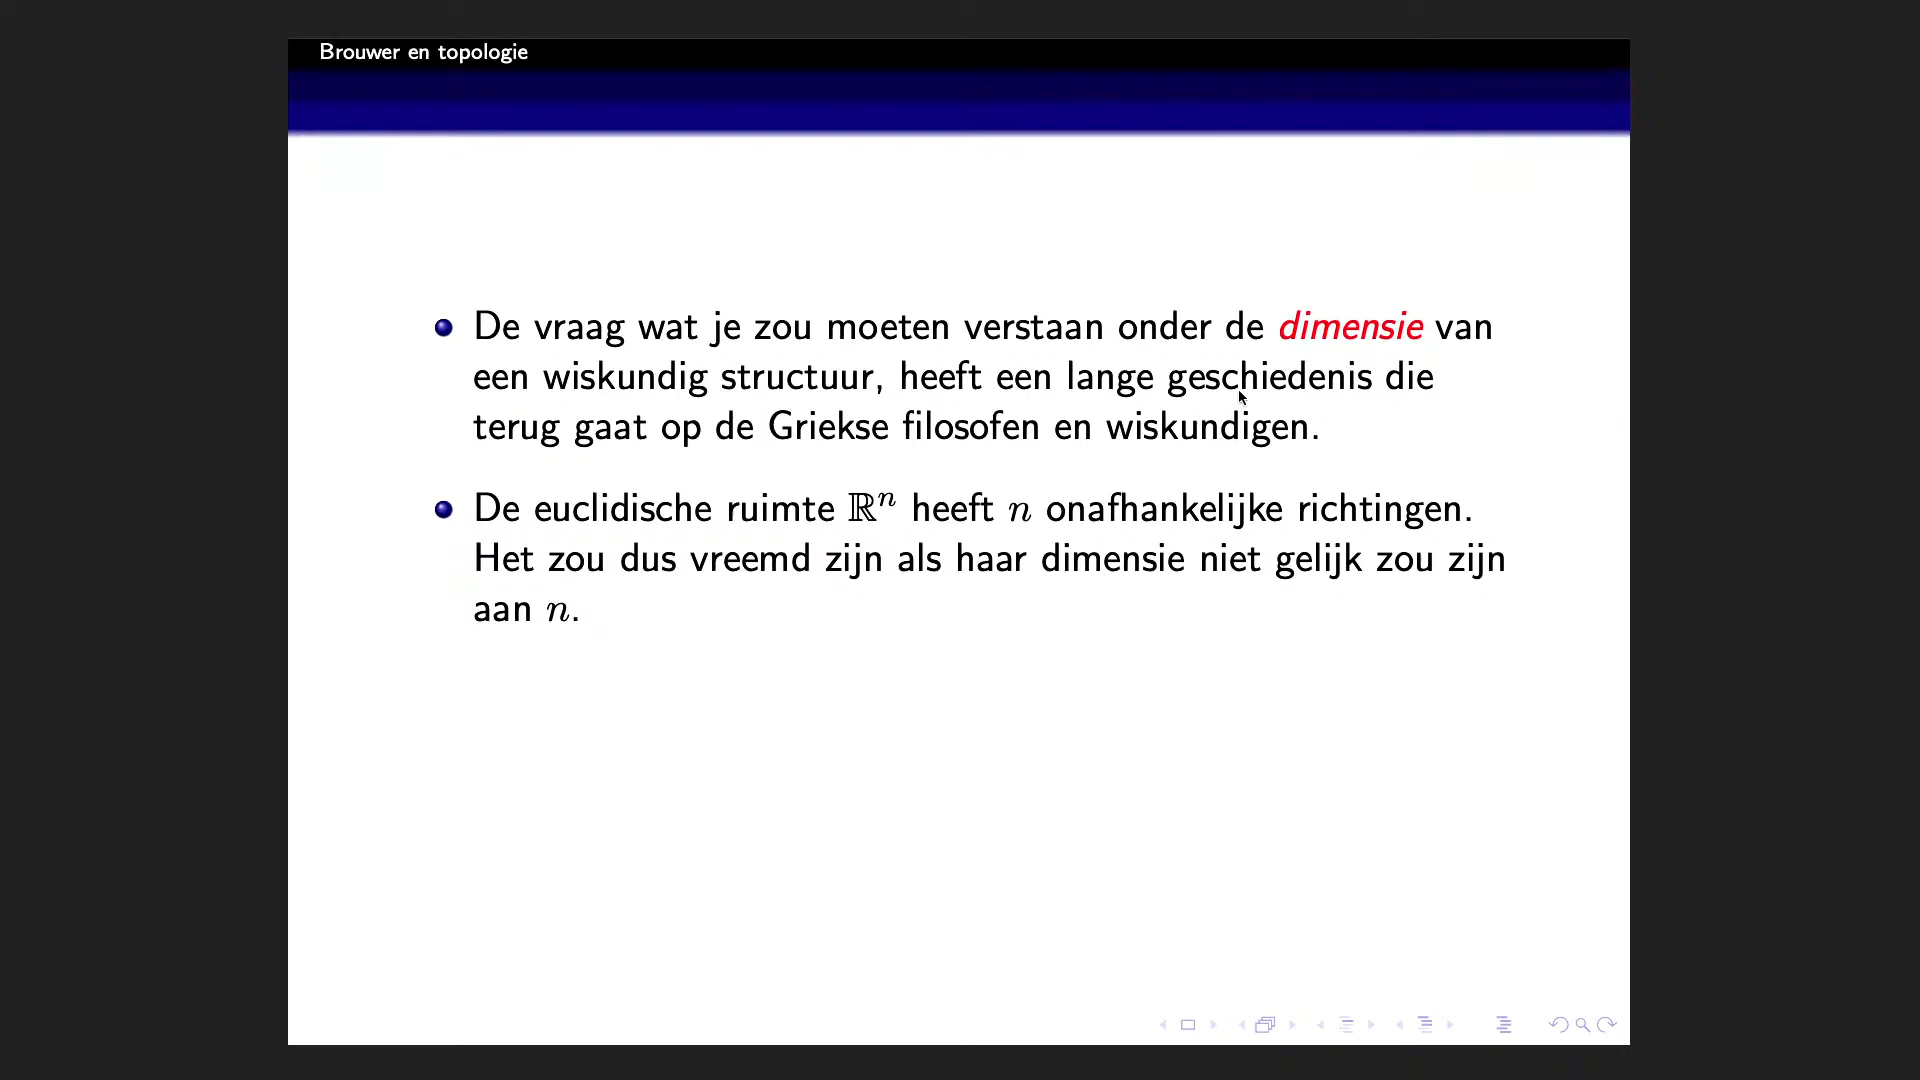 Brouwer en topologie
De vraag wat je zou moeten verstaan onder de dimensie van
een wiskundig structuur, heeft een lange geschiedenis die
terug gaat op de Griekse filosofen en wiskundigen.
De euclidische ruimte ℝⁿ heeft n onafhankelijke richtingen.
Het zou dus vreemd zijn als haar dimensie niet gelijk zou zijn
aan n.